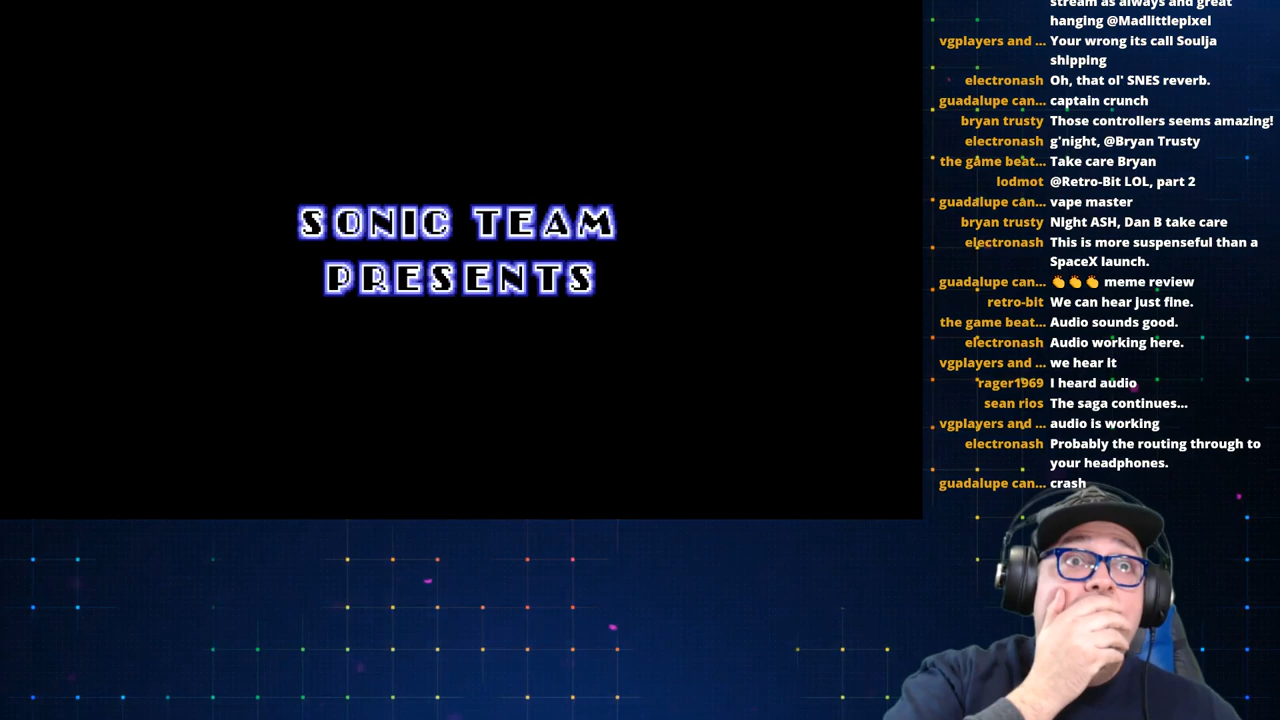 SONIC TEAM
PRESENTS
stream as always and great
hanging @Madlittlepixel
vgplayers and ... Your wrong its call Soulja
shipping
electronash Oh, that ol' SNES reverb.
guadalupe can... captain crunch
bryan trusty Those controllers seems amazing!
electronash g'night, @Bryan Trusty
the game beat... Take care Bryan
lodmot @Retro-Bit LOL, part 2
guadalupe can... vape master
bryan trusty Night ASH, Dan B take care
electronash This is more suspenseful than a
SpaceX launch.
guadalupe can... 👏 👏 👏 meme review
retro-bit We can hear just fine.
the game beat... Audio sounds good.
electronash Audio working here.
vgplayers and ... we hear it
rager1969 I heard audio
sean rios The saga continues...
vgplayers and ... audio is working
electronash Probably the routing through to
your headphones.
guadalupe can... crash